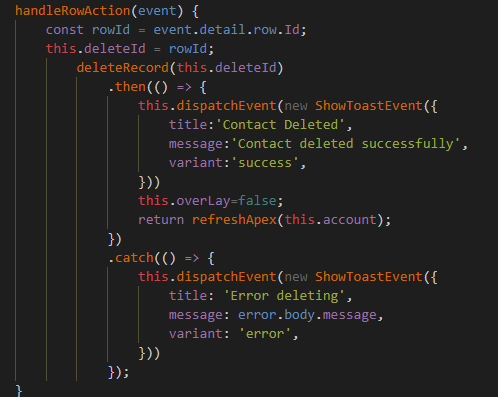 handleRowAction(event) {
const rowId = event.detail.row.Id;
this.deleteId = rowId;
deleteRecord(this.deleteId)
.then(() => {
this.dispatchEvent(new ShowToastEvent({
title:'Contact Deleted',
message:'Contact deleted successfully',
variant:'success',
}))
this.overLay=false;
return refreshApex(this.account);
})
.catch(() => {
this.dispatchEvent(new ShowToastEvent({
title: 'Error deleting',
message: error.body.message,
variant: 'error',
}))
});
}